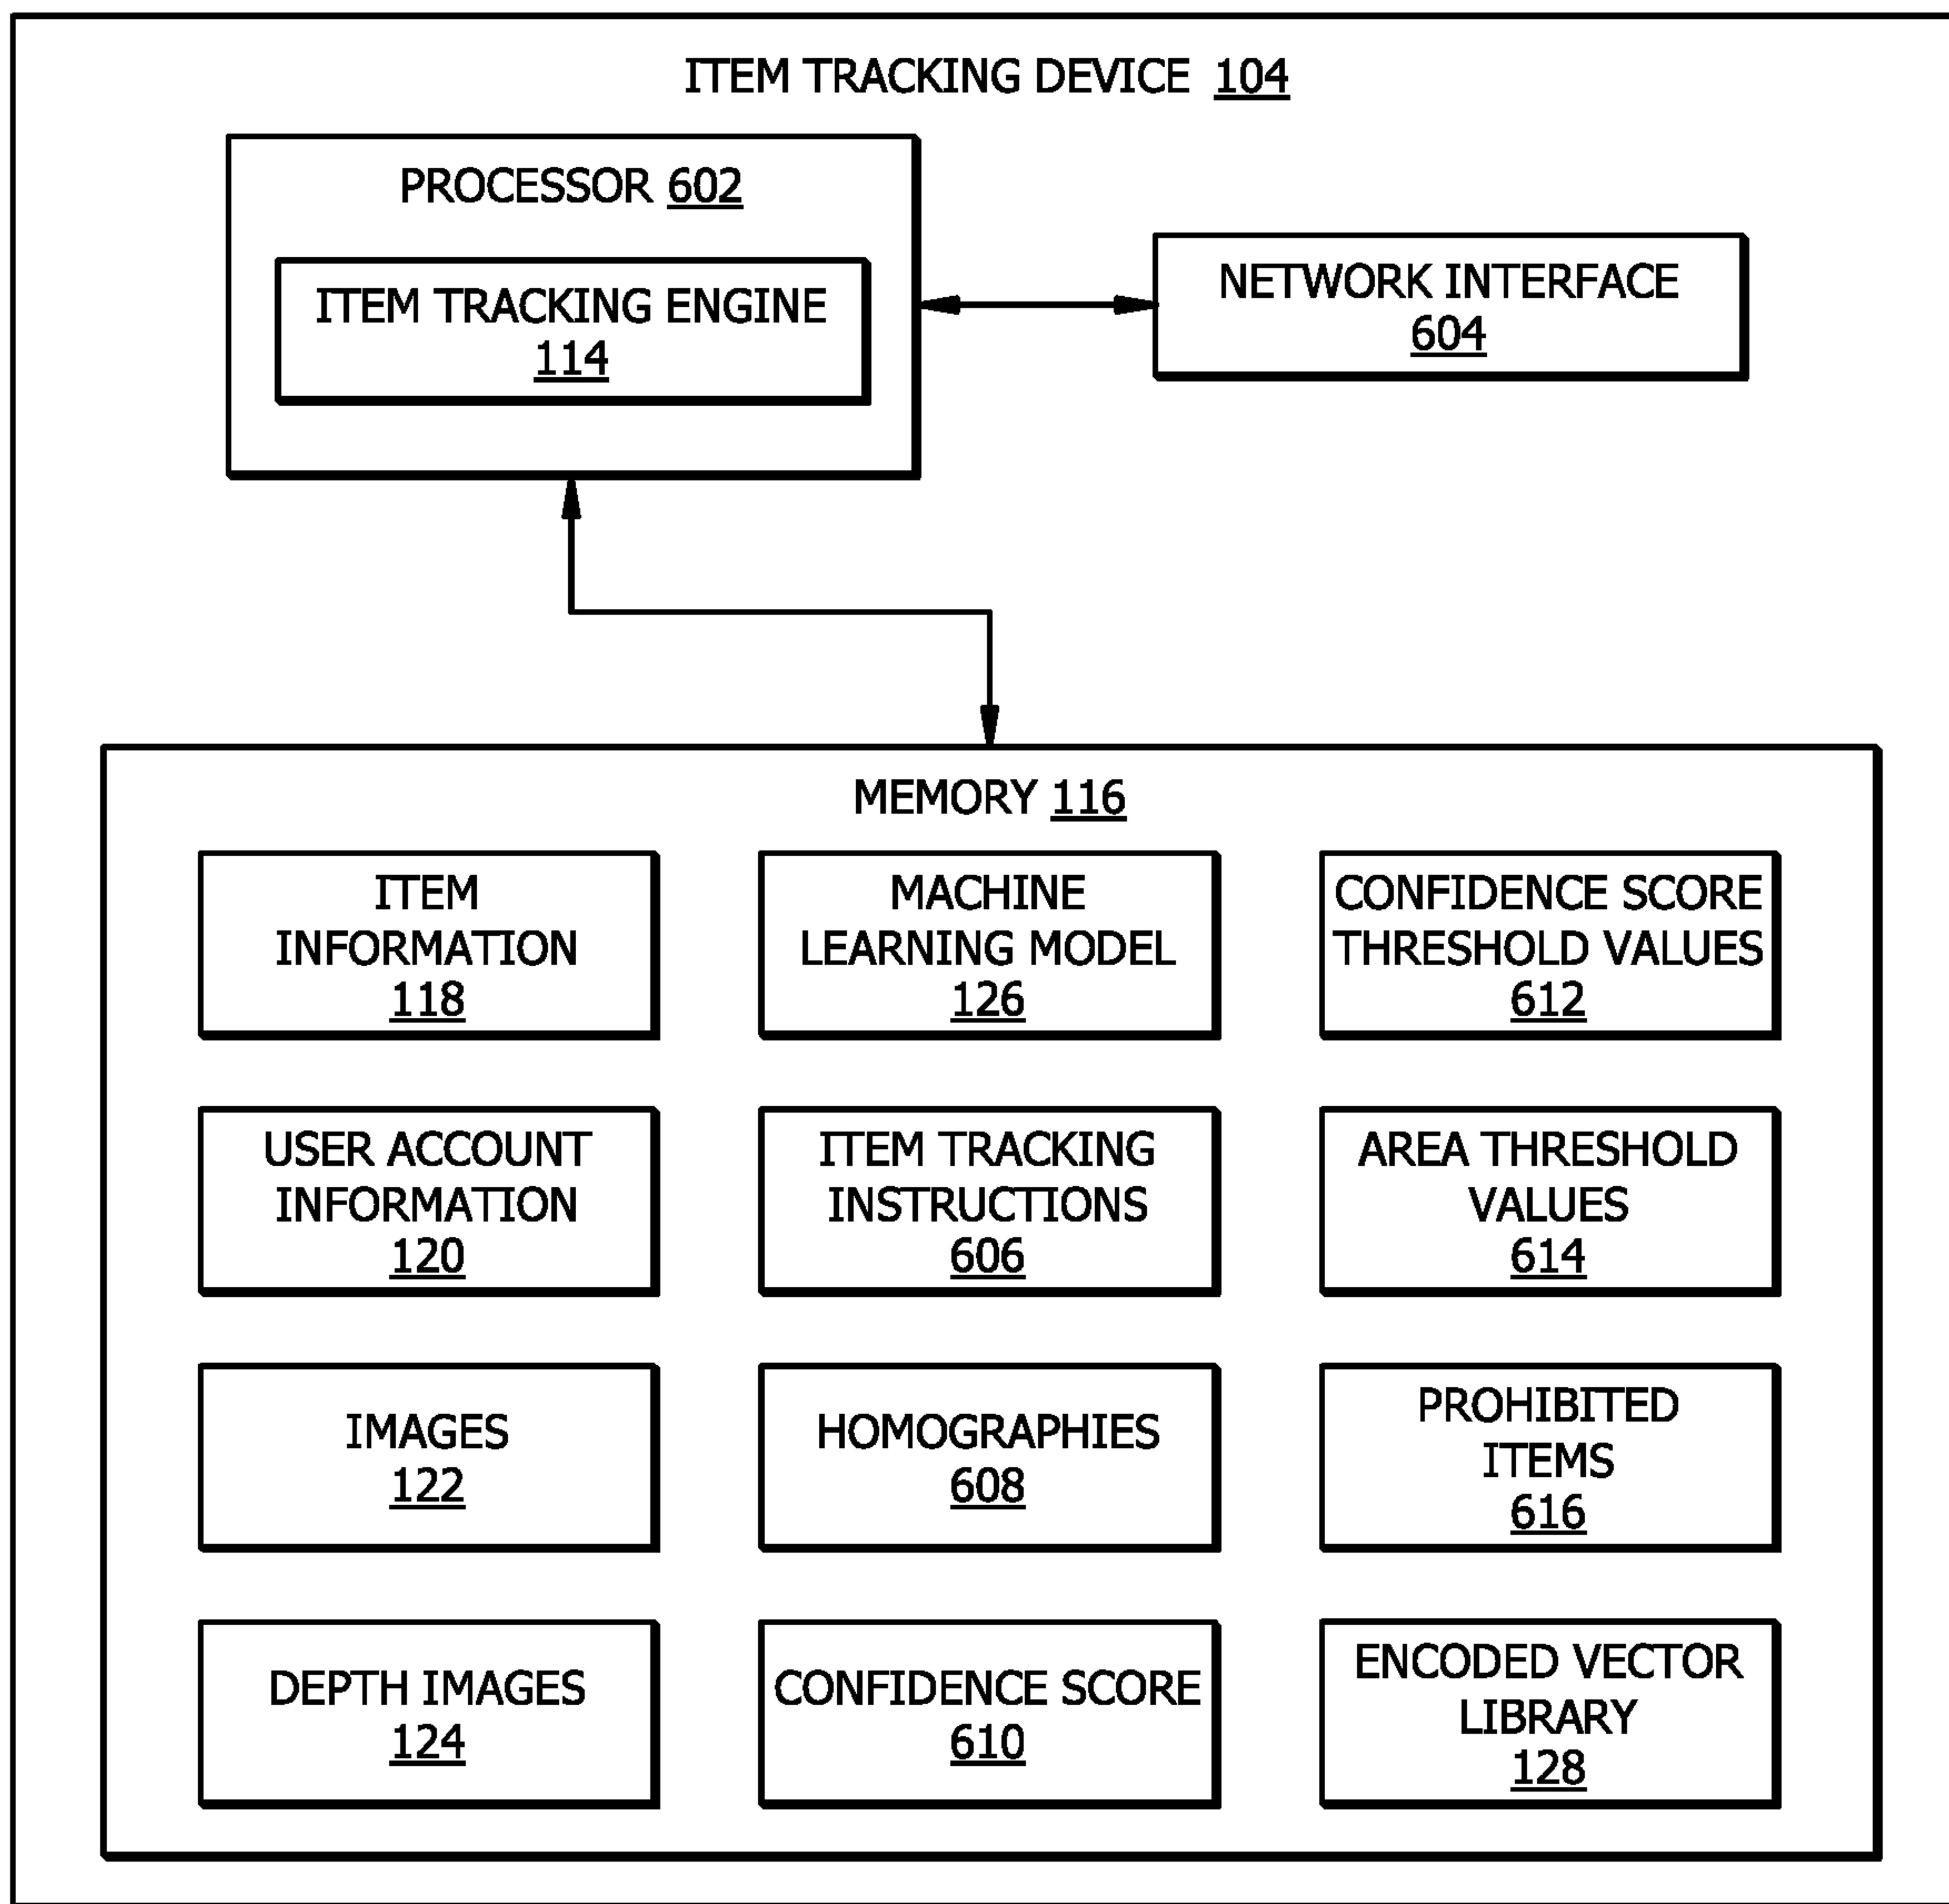 ITEM TRACKING DEVICE 104
PROCESSOR 602
ITEM TRACKING ENGINE
114
NETWORK INTERFACE
604
MEMORY 116
ITEM
INFORMATION
118
MACHINE
LEARNING MODEL
126
CONFIDENCE SCORE
THRESHOLD VALUES
612
USER ACCOUNT
INFORMATION
120
ITEM TRACKING
INSTRUCTIONS
606
AREA THRESHOLD
VALUES
614
IMAGES
122
HOMOGRAPHIES
608
PROHIBITED
ITEMS
616
DEPTH IMAGES
124
CONFIDENCE SCORE
610
ENCODED VECTOR
LIBRARY
128